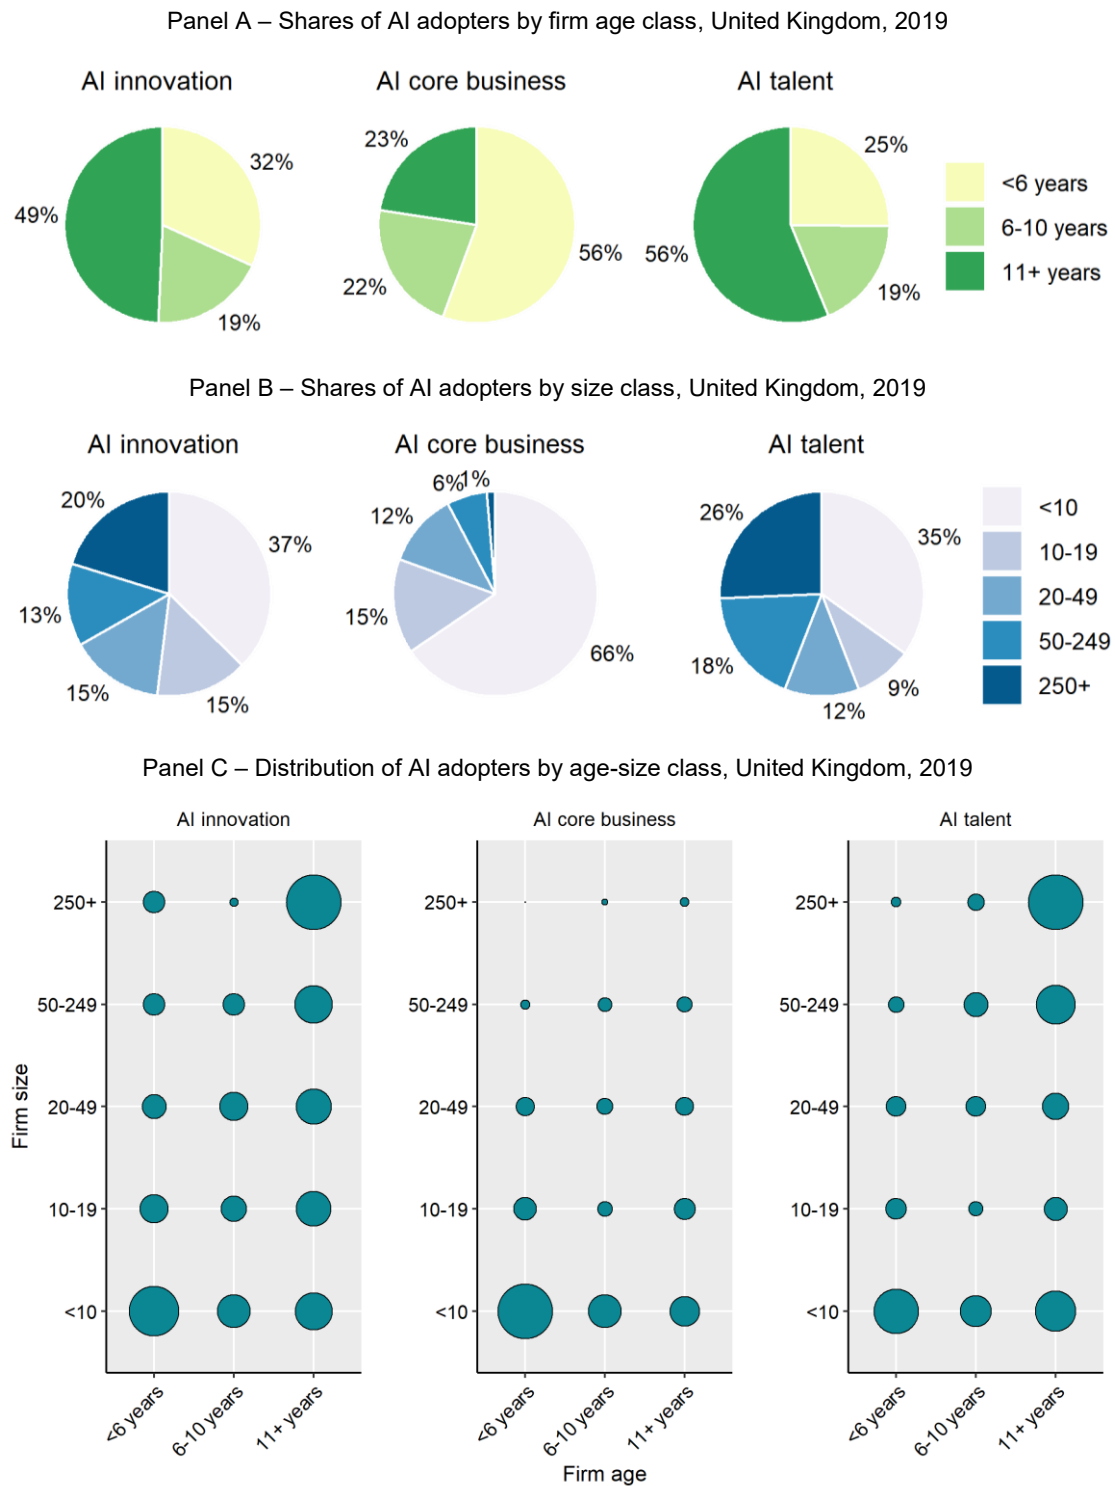 Panel A – Shares of AI adopters by firm age class, United Kingdom, 2019
AI innovation
AI core business
AI talent
32%
19%
49%
23%
56%
22%
25%
56%
19%
<6 years
6-10 years
11+ years
Panel B – Shares of AI adopters by size class, United Kingdom, 2019
AI innovation
AI core business
AI talent
20%
37%
13%
15%
15%
6%
1%
12%
15%
66%
26%
35%
18%
9%
12%
<10
10-19
20-49
50-249
250+
Panel C – Distribution of AI adopters by age-size class, United Kingdom, 2019
AI innovation
AI core business
AI talent
Firm size
250+
50-249
20-49
10-19
<10
250+
50-249
20-49
10-19
<10
250+
50-249
20-49
10-19
<10
<6 years
6-10 years
11+ years
<6 years
6-10 years
11+ years
<6 years
6-10 years
11+ years
Firm age